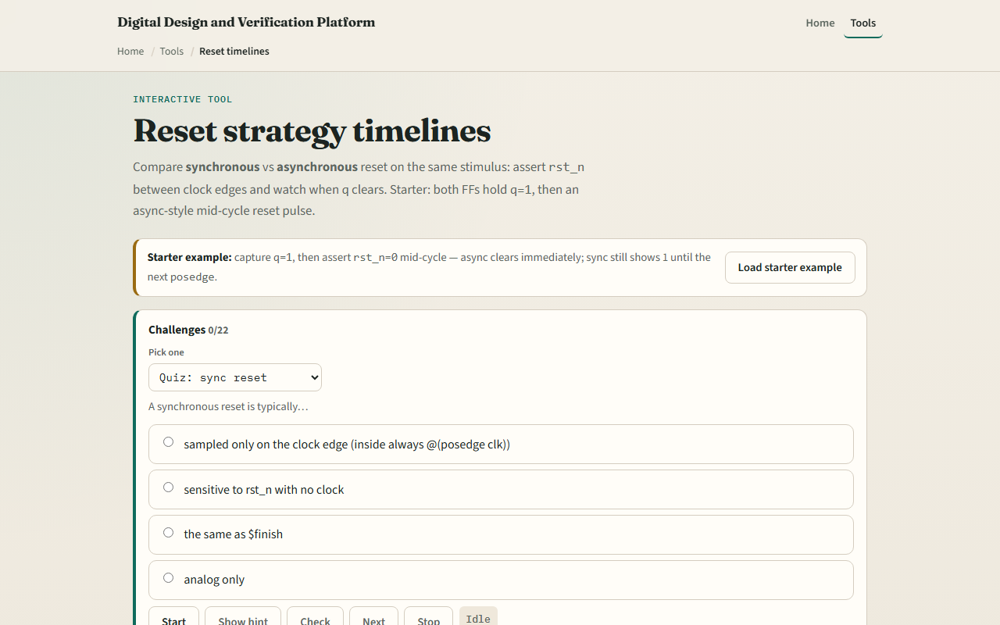 Digital Design and Verification Platform
Home
Tools
Home / Tools / Reset timelines
INTERACTIVE TOOL
Reset strategy timelines
Compare synchronous vs asynchronous reset on the same stimulus: assert rst_n
between clock edges and watch when q clears. Starter: both FFs hold q=1, then an
async-style mid-cycle reset pulse.
Starter example: capture q=1, then assert rst_n=0 mid-cycle — async clears immediately; sync still shows 1 until the
next posedge.
Load starter example
Challenges 0/22
Pick one
Quiz: sync reset
A synchronous reset is typically…
sampled only on the clock edge (inside always @(posedge clk))
sensitive to rst_n with no clock
the same as $finish
analog only
Start
Show hint
Check
Next
Stop
Idle